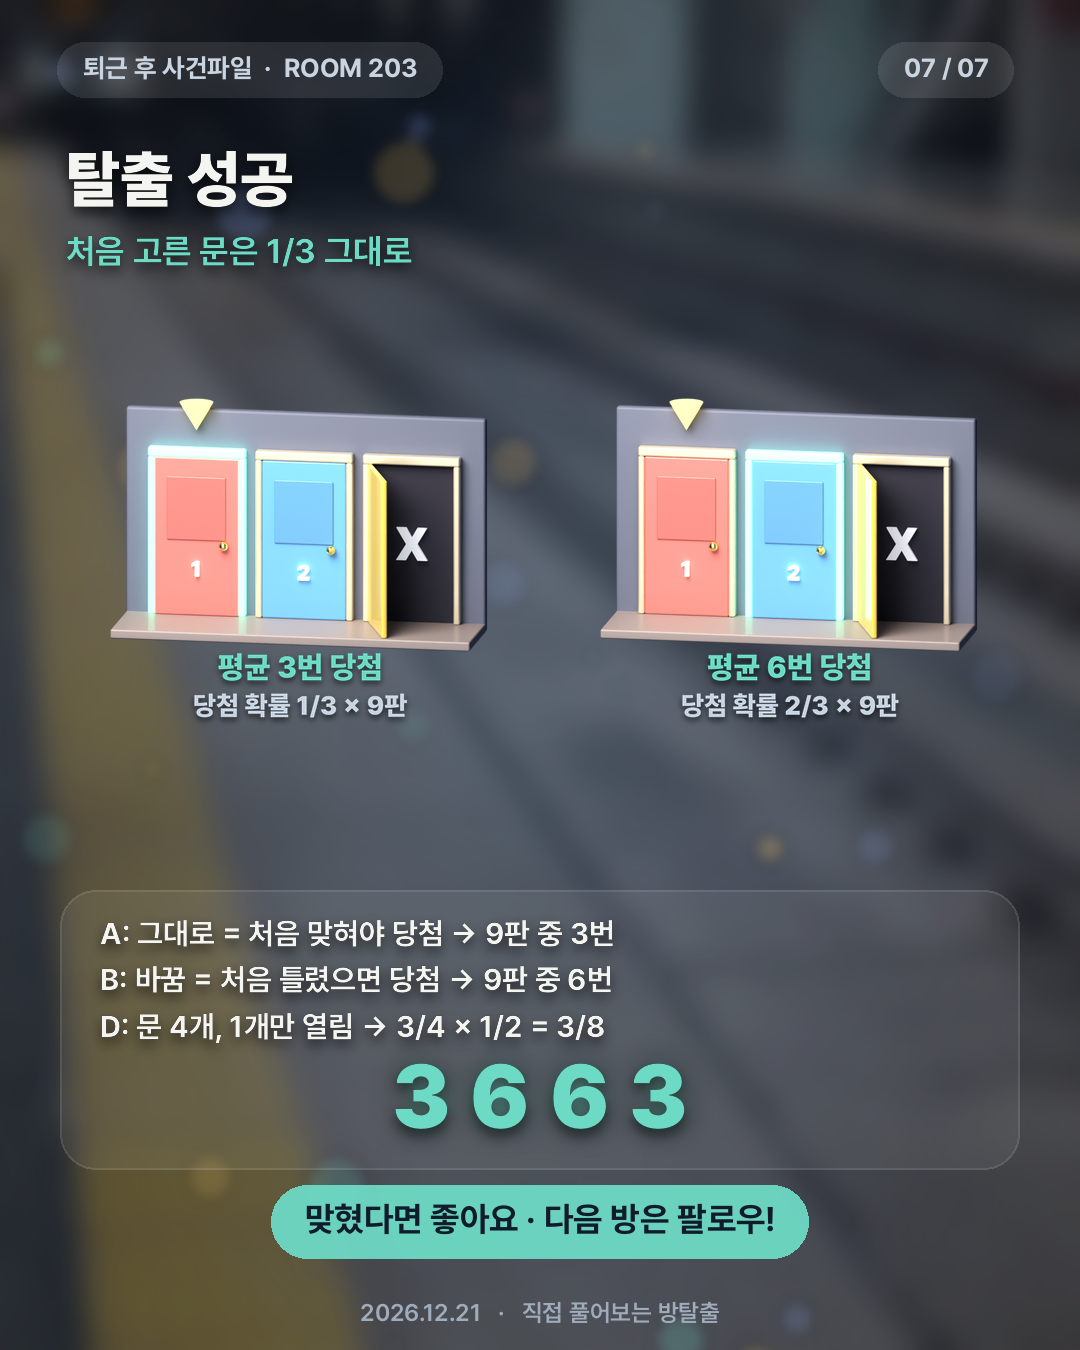 퇴근 후 사건파일 · ROOM 203
07 / 07
탈출 성공
처음 고른 문은 1/3 그대로
1
2
X
1
2
X
평균 3번 당첨
당첨 확률 1/3 × 9판
평균 6번 당첨
당첨 확률 2/3 × 9판
A: 그대로 = 처음 맞혀야 당첨 → 9판 중 3번
B: 바꿈 = 처음 틀렸으면 당첨 → 9판 중 6번
D: 문 4개, 1개만 열림 → 3/4 × 1/2 = 3/8
3 6 6 3
맞혔다면 좋아요 · 다음 방은 팔로우!
2026.12.21 · 직접 풀어보는 방탈출